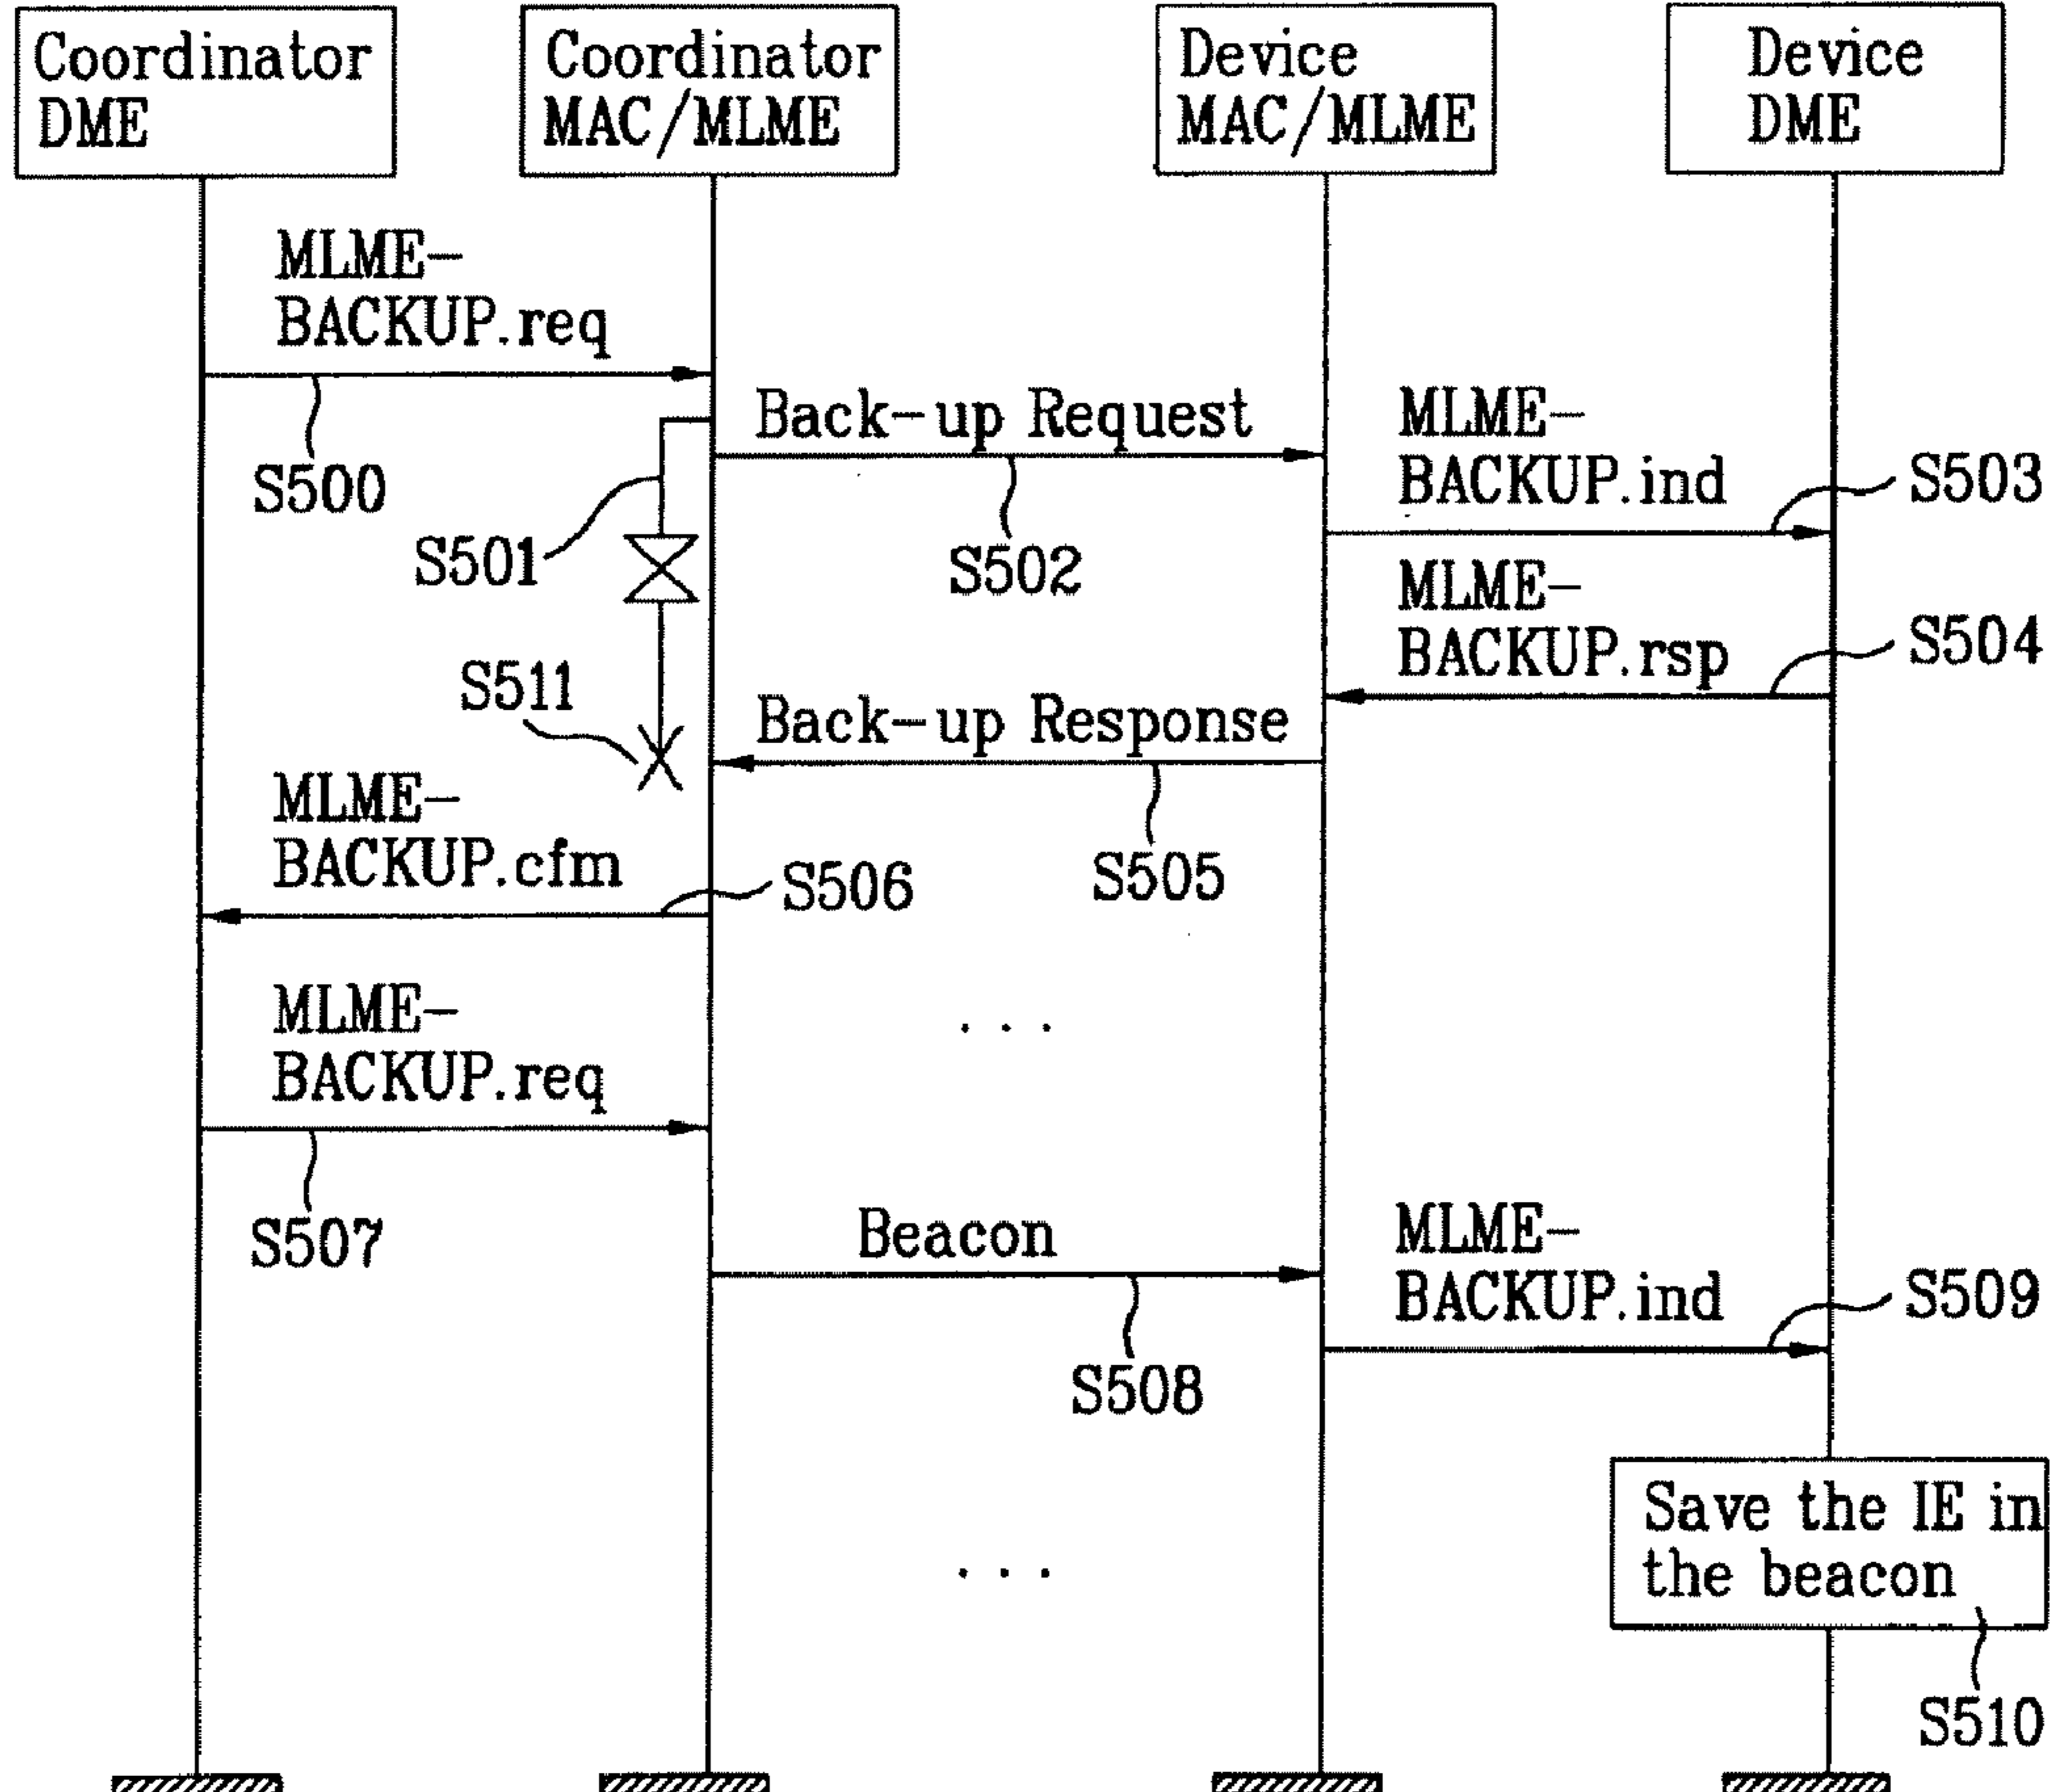 Coordinator
DME
Coordinator
MAC/MLME
Device
MAC/MLME
Device
DME
MLME-
BACKUP.req
S500
Back-up Request
S501
S502
MLME-
BACKUP.ind
S503
MLME-
BACKUP.rsp
S504
S511
Back-up Response
S505
MLME-
BACKUP.cfm
S506
. . .
MLME-
BACKUP.req
S507
Beacon
S508
MLME-
BACKUP.ind
S509
. . .
Save the IE in
the beacon
S510